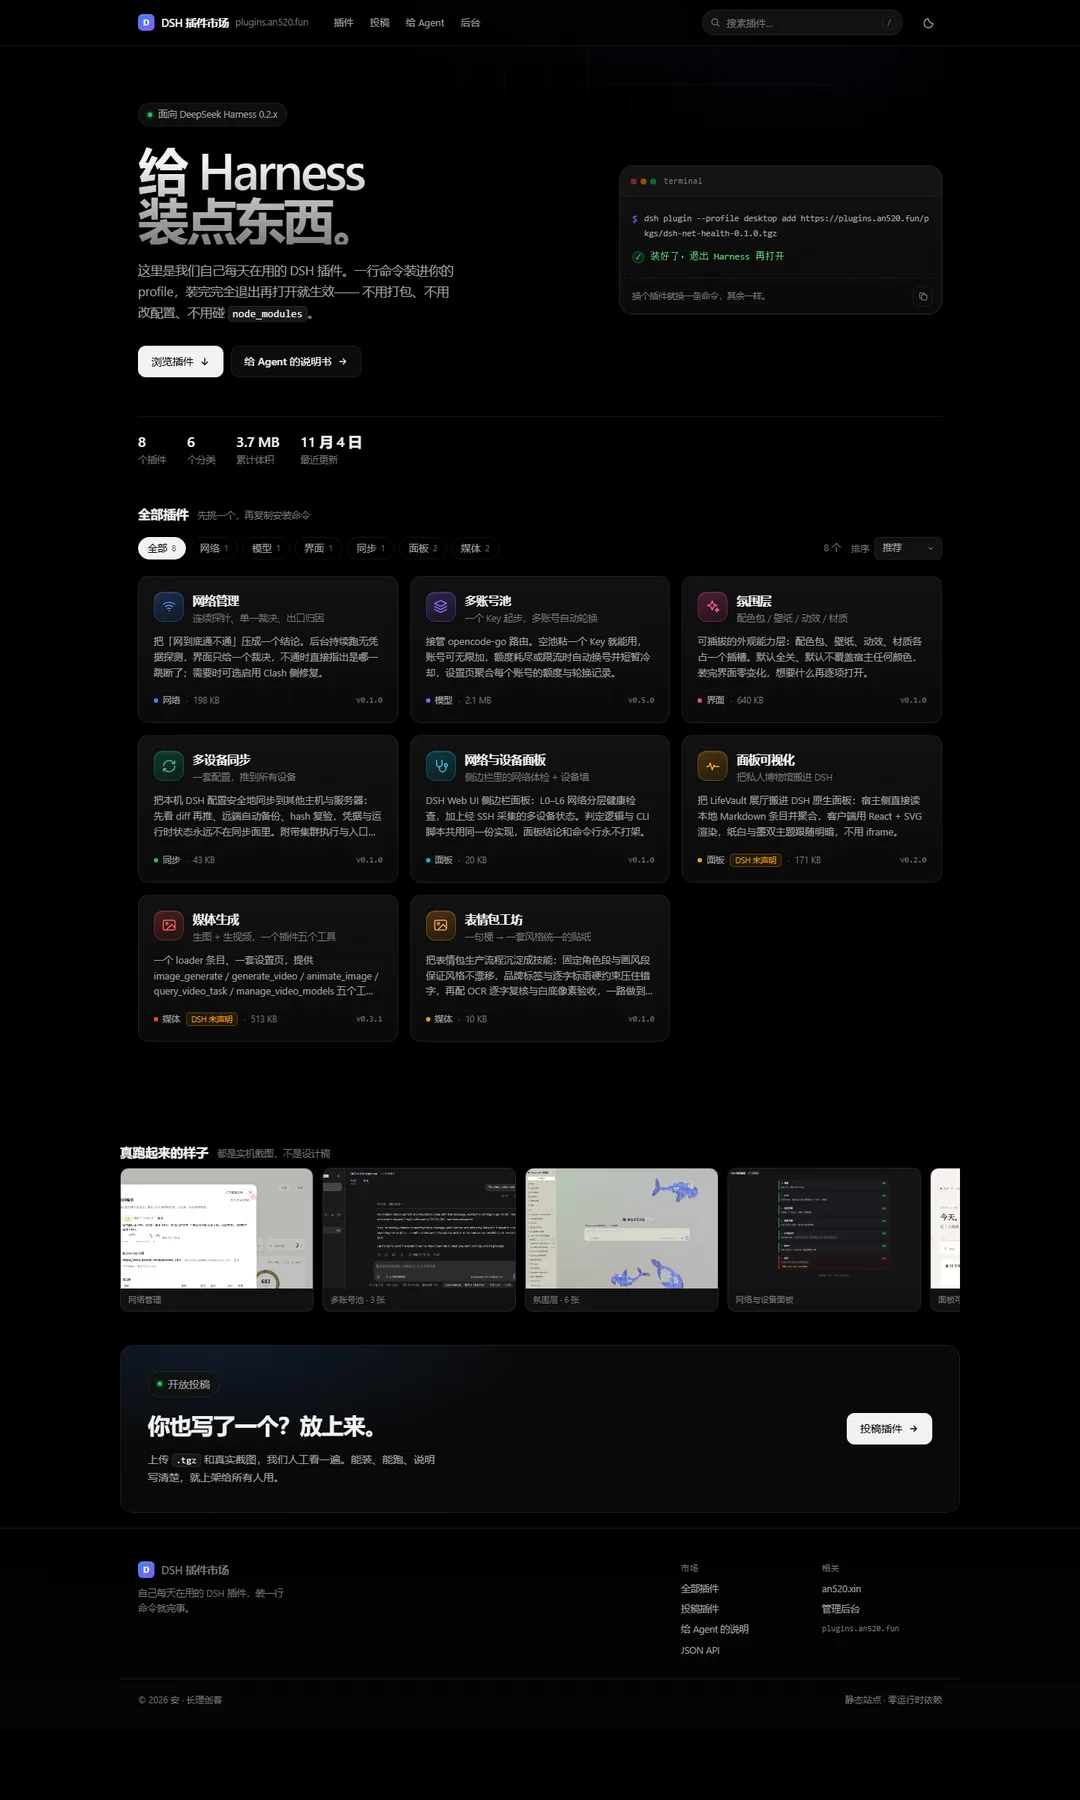 D DSH 插件市场 plugins.an520.fun 插件 投稿 给 Agent 后台 搜索插件... /
面向 DeepSeek Harness 0.2.x
给 Harness
装点东西。
这里是我们自己每天在用的 DSH 插件。一行命令装进你的
profile，装完完全退出再打开就生效—— 不用打包、不用
改配置、不用碰 node_modules 。
浏览插件 ↓ 给 Agent 的说明书 →
terminal
$ dsh plugin --profile desktop add https://plugins.an520.fun/p
kgs/dsh-net-health-0.1.0.tgz
装好了，退出 Harness 再打开
换个插件就换一条命令，其余一样。
8 6 3.7 MB 11 月 4 日
个插件 个分类 累计体积 最近更新
全部插件 先挑一个，再复制安装命令
全部 8 网络 1 模型 1 界面 1 同步 1 面板 2 媒体 2 8 个 排序 推荐
网络管理
连续探针、单一裁决、出口归因
把「网到底通不通」压成一个结论。后台持续跑无凭
据探测，界面只给一个裁决，不通时直接指出是哪一
跳断了；需要时可选启用 Clash 侧修复。
网络 · 198 KB v0.1.0
多账号池
一个 Key 起步，多账号自动轮换
接管 opencode-go 路由。空池粘一个 Key 就能用，
账号可无限加，额度耗尽或限流时自动换号并短暂冷
却，设置页聚合每个账号的额度与轮换记录。
模型 · 2.1 MB v0.5.0
氛围层
配色包 / 壁纸 / 动效 / 材质
可插拔的外观能力层：配色包、壁纸、动效、材质各
占一个插槽。默认全关、默认不覆盖宿主任何颜色，
装完界面零变化，想要什么再逐项打开。
界面 · 640 KB v0.1.0
多设备同步
一套配置，推到所有设备
把本机 DSH 配置安全地同步到其他主机与服务器：
先看 diff 再推、远端自动备份、hash 复验，凭据与运
行时状态永远不在同步面里。附带集群执行与入口...
同步 · 43 KB v0.1.0
网络与设备面板
侧边栏里的网络体检 + 设备墙
DSH Web UI 侧边栏面板：L0–L6 网络分层健康检
查，加上经 SSH 采集的多设备状态。判定逻辑与 CLI
脚本共用同一份实现，面板结论和命令行永不打架。
面板 · 20 KB v0.1.0
面板可视化
把私人博物馆搬进 DSH
把 LifeVault 展厅搬进 DSH 原生面板：宿主侧直接读
本地 Markdown 条目并聚合，客户端用 React + SVG
渲染，纸白与墨双主题跟随明暗，不用 iframe。
面板 DSH 未声明 · 171 KB v0.2.0
媒体生成
生图 + 生视频，一个插件五个工具
一个 loader 条目、一套设置页，提供
image_generate / generate_video / animate_image /
query_video_task / manage_video_models 五个工...
媒体 DSH 未声明 · 513 KB v0.3.1
表情包工坊
一句梗 → 一套风格统一的贴纸
把表情包生产流程沉淀成技能：固定角色段与画风段
保证风格不漂移，品牌标签与逐字标语硬约束压住错
字，再配 OCR 逐字复核与白底像素验收，一路做到...
媒体 · 10 KB v0.1.0
真跑起来的样子 都是实机截图，不是设计稿
网络管理
多账号池 · 3 张
氛围层 · 6 张
网络与设备面板
今天,
开放投稿
你也写了一个？放上来。
上传 .tgz 和真实截图，我们人工看一遍。能装、能跑、说明
写清楚，就上架给所有人用。
投稿插件 →
D DSH 插件市场
自己每天在用的 DSH 插件，装一行
命令就完事。
市场
全部插件
投稿插件
给 Agent 的说明
JSON API
相关
an520.xin
管理后台
plugins.an520.fun
© 2026 安 · 长理创客 静态站点 · 零运行时依赖